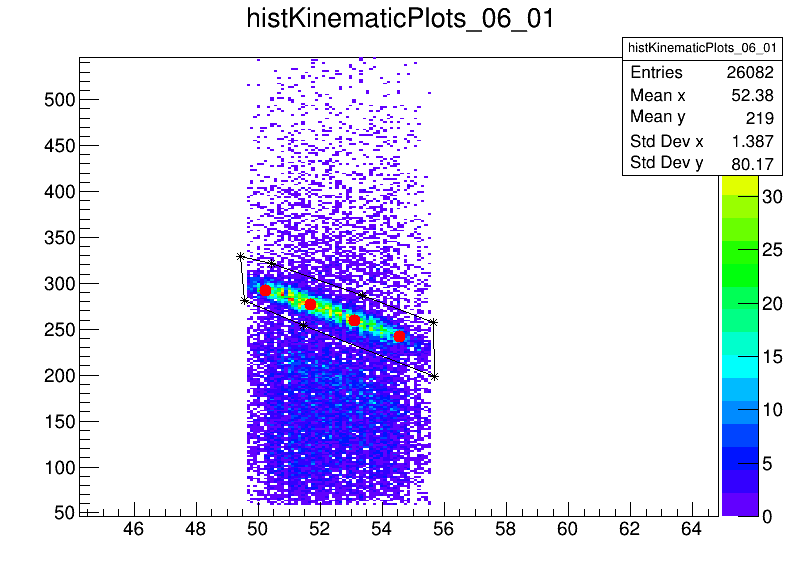 histKinematicPlots_06_01
histKinematicPlots_06_01
Entries 26082
Mean x 52.38
Mean y 219
Std Dev x 1.387
Std Dev y 80.17
500
450
400
350
300
250
200
150
100
50
30
25
20
15
10
5
0
46 48 50 52 54 56 58 60 62 64